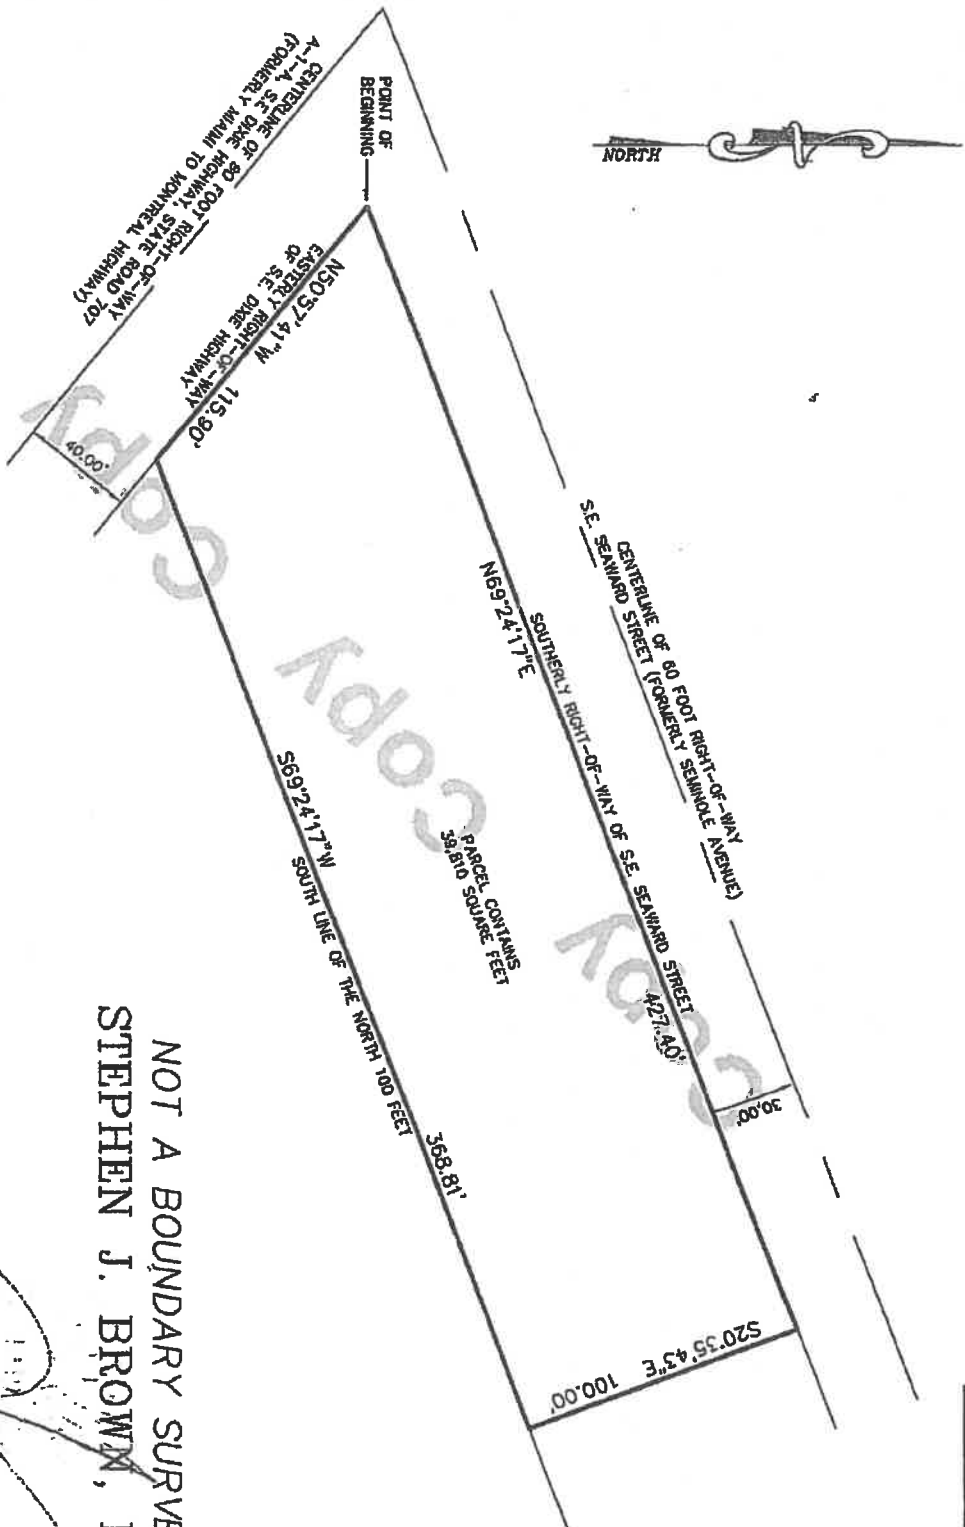 NORTH
POINT OF
BEGINNING
CENTERLINE OF 80 FOOT RIGHT-OF-WAY
A-1-A, S.E. DIXIE HIGHWAY, STATE ROAD 707
(FORMERLY MIAMI TO MONTREAL HIGHWAY)
N50°57'41"W 115.90'
EASTERLY RIGHT-OF-WAY
OF S.E. DIXIE HIGHWAY
40.00'
CENTERLINE OF 60 FOOT RIGHT-OF-WAY
S.E. SEAWARD STREET (FORMERLY SEMINOLE AVENUE)
SOUTHERLY RIGHT-OF-WAY OF S.E. SEAWARD STREET
N69°24'17"E
427.40'
30.00'
PARCEL CONTAINS
39,810 SQUARE FEET
S69°24'17"W
SOUTH LINE OF THE NORTH 100 FEET
368.81'
S20°35'43"E 100.00'
Copy
Copy
Copy
NOT A BOUNDARY SURVE
STEPHEN J. BROWN,